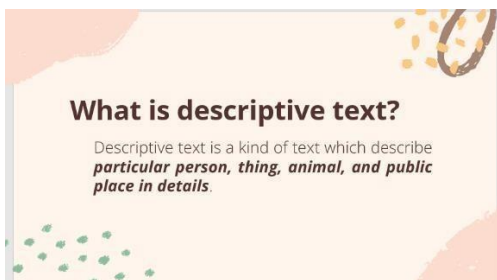 What is descriptive text?
Descriptive text is a kind of text which describe
particular person, thing, animal, and public
place in details.